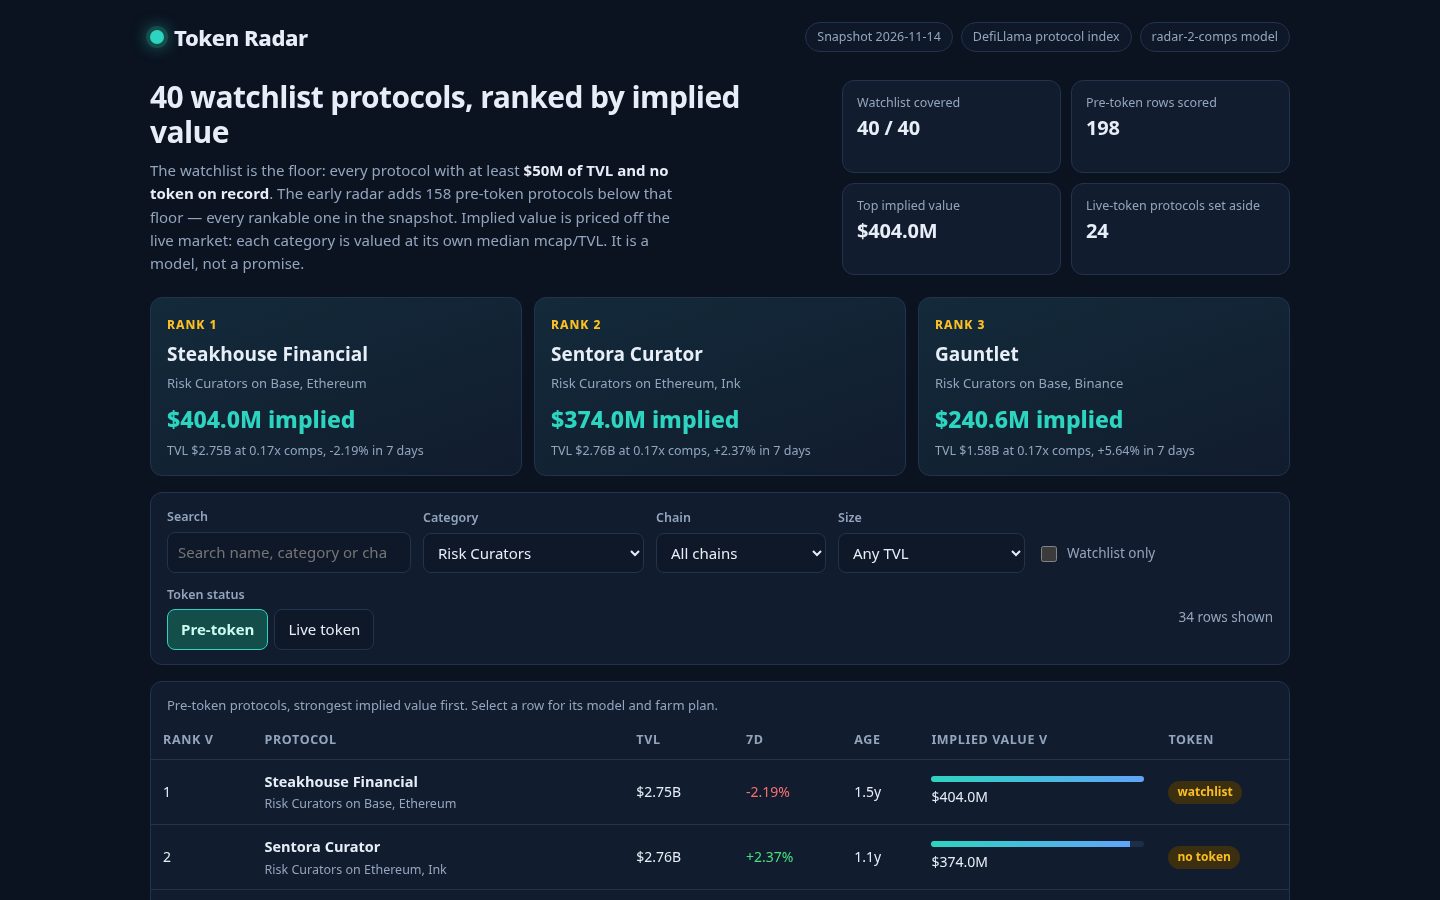 Token Radar
Snapshot 2026-11-14
DefiLlama protocol index
radar-2-comps model
40 watchlist protocols, ranked by implied
value
The watchlist is the floor: every protocol with at least $50M of TVL and no
token on record. The early radar adds 158 pre-token protocols below that
floor — every rankable one in the snapshot. Implied value is priced off the
live market: each category is valued at its own median mcap/TVL. It is a
model, not a promise.
Watchlist covered
40 / 40
Pre-token rows scored
198
Top implied value
$404.0M
Live-token protocols set aside
24
RANK 1
Steakhouse Financial
Risk Curators on Base, Ethereum
$404.0M implied
TVL $2.75B at 0.17x comps, -2.19% in 7 days
RANK 2
Sentora Curator
Risk Curators on Ethereum, Ink
$374.0M implied
TVL $2.76B at 0.17x comps, +2.37% in 7 days
RANK 3
Gauntlet
Risk Curators on Base, Binance
$240.6M implied
TVL $1.58B at 0.17x comps, +5.64% in 7 days
Search
Search name, category or cha
Category
Risk Curators
Chain
All chains
Size
Any TVL
Watchlist only
Token status
Pre-token
Live token
34 rows shown
Pre-token protocols, strongest implied value first. Select a row for its model and farm plan.
RANK V PROTOCOL TVL 7D AGE IMPLIED VALUE V TOKEN
1 Steakhouse Financial $2.75B -2.19% 1.5y $404.0M watchlist
Risk Curators on Base, Ethereum
2 Sentora Curator $2.76B +2.37% 1.1y $374.0M no token
Risk Curators on Ethereum, Ink